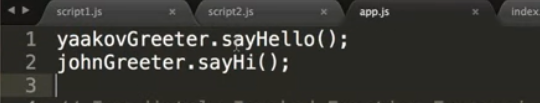 script1.js × script2.js × app.js × index
1 yaakovGreeter.sayHello();
2 johnGreeter.sayHi();
3